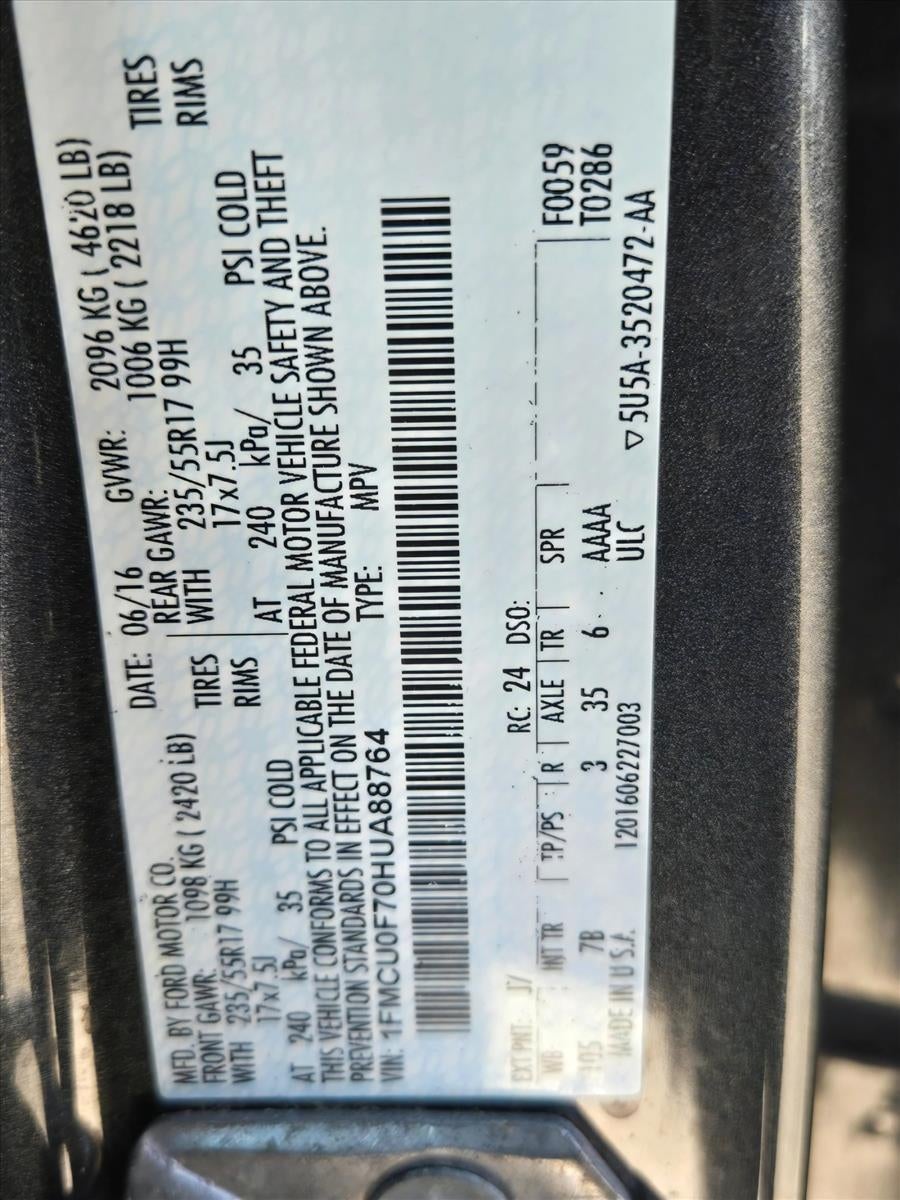 MFD. BY FORD MOTOR CO.
DATE: 06/16 GVWR: 2096 KG ( 4620 LB)
FRONT GAWR: 1098 KG ( 2420 LB)
REAR GAWR: 1006 KG ( 2218 LB)
WITH 235/55R17 99H TIRES
WITH 235/55R17 99H TIRES
17x7.5J RIMS
17x7.5J RIMS
AT 240 kPa/ 35 PSI COLD
AT 240 kPa/ 35 PSI COLD
THIS VEHICLE CONFORMS TO ALL APPLICABLE FEDERAL MOTOR VEHICLE SAFETY AND THEFT
PREVENTION STANDARDS IN EFFECT ON THE DATE OF MANUFACTURE SHOWN ABOVE.
VIN: 1FMCU0F70HUA88764 TYPE: MPV
EXT PNT: J7 RC: 24 DSO: F0059
WB INT TR TP/PS R AXLE TR SPR T0286
105 7B 3 35 6 AAAA
MADE IN U.S.A. 1201606227003 ULC ▽5U5A-3520472-AA